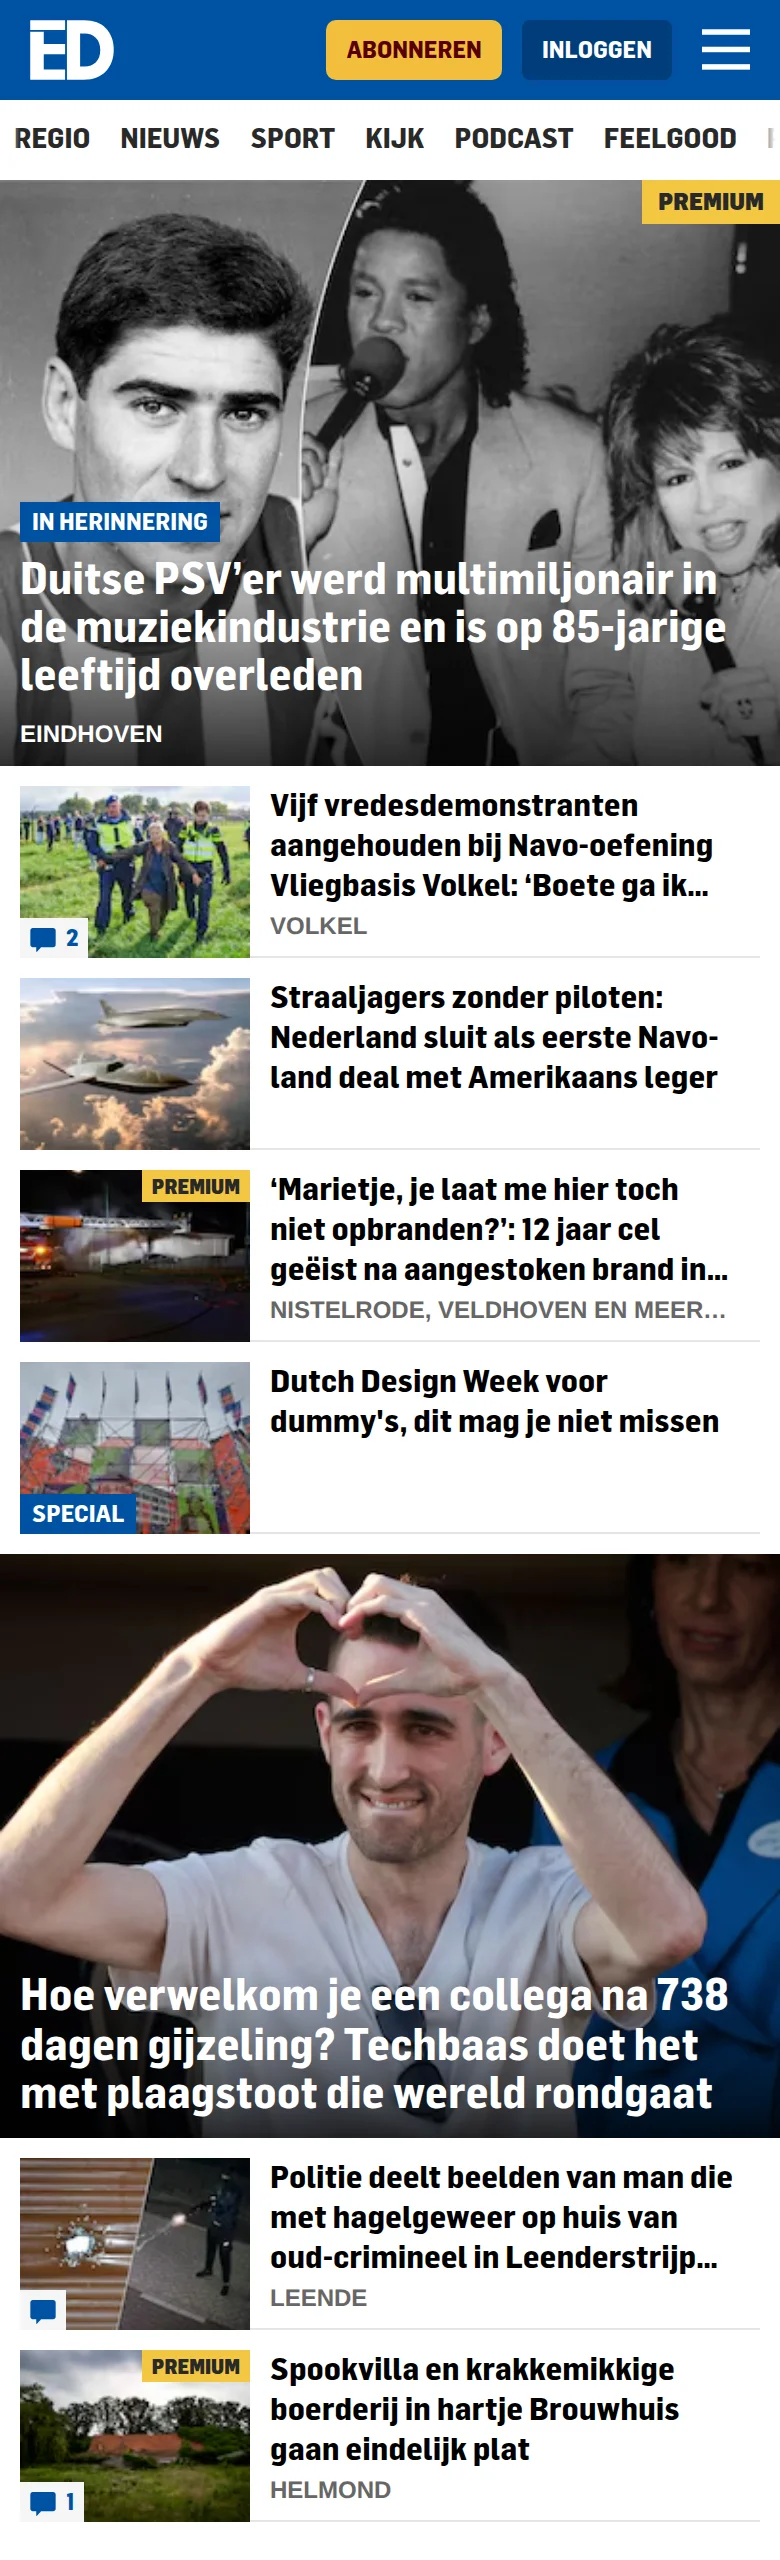 ED
ABONNEREN
INLOGGEN
REGIO NIEUWS SPORT KIJK PODCAST FEELGOOD
PREMIUM
IN HERINNERING
Duitse PSV’er werd multimiljonair in
de muziekindustrie en is op 85-jarige
leeftijd overleden
EINDHOVEN
Vijf vredesdemonstranten
aangehouden bij Navo-oefening
Vliegbasis Volkel: ‘Boete ga ik...
VOLKEL
2
Straaljagers zonder piloten:
Nederland sluit als eerste Navo-
land deal met Amerikaans leger
PREMIUM
‘Marietje, je laat me hier toch
niet opbranden?’: 12 jaar cel
geëist na aangestoken brand in...
NISTELRODE, VELDHOVEN EN MEER...
Dutch Design Week voor
dummy's, dit mag je niet missen
SPECIAL
Hoe verwelkom je een collega na 738
dagen gijzeling? Techbaas doet het
met plaagstoot die wereld rondgaat
Politie deelt beelden van man die
met hagelgeweer op huis van
oud-crimineel in Leenderstrijp...
LEENDE
PREMIUM
Spookvilla en krakkemikkige
boerderij in hartje Brouwhuis
gaan eindelijk plat
HELMOND
1